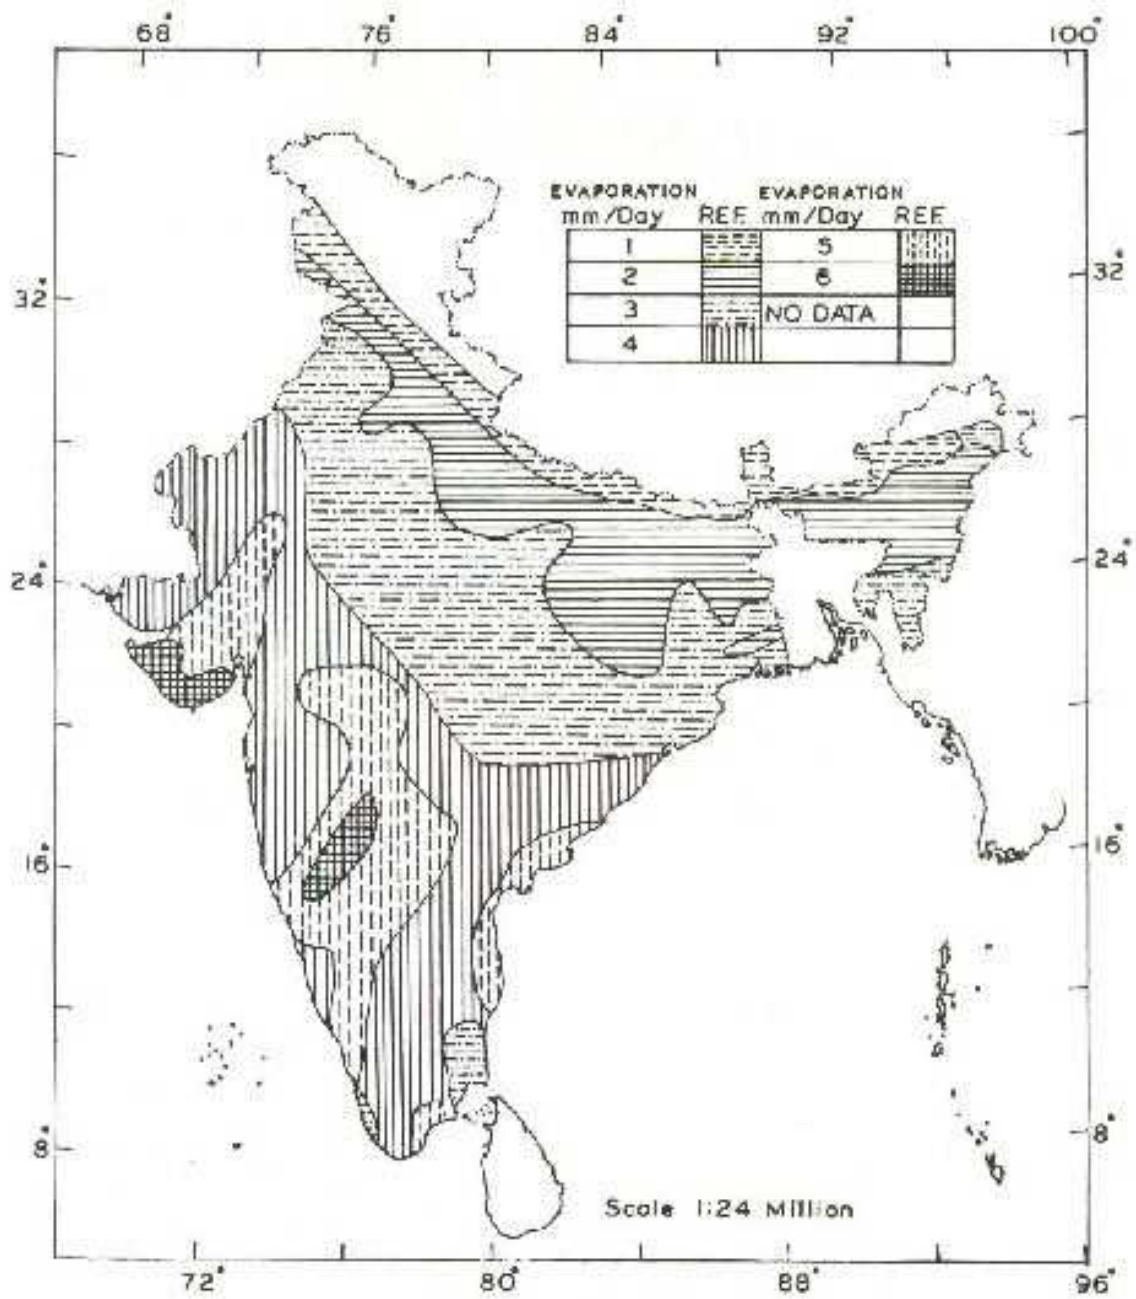 68° 76° 84° 92° 100°
EVAPORATION EVAPORATION
mm/Day REF. mm/Day REF.
1 5
2 6
3 NO DATA
4
32° 32°
24° 24°
16° 16°
8° 8°
Scale 1:24 Million
72° 80° 88° 96°